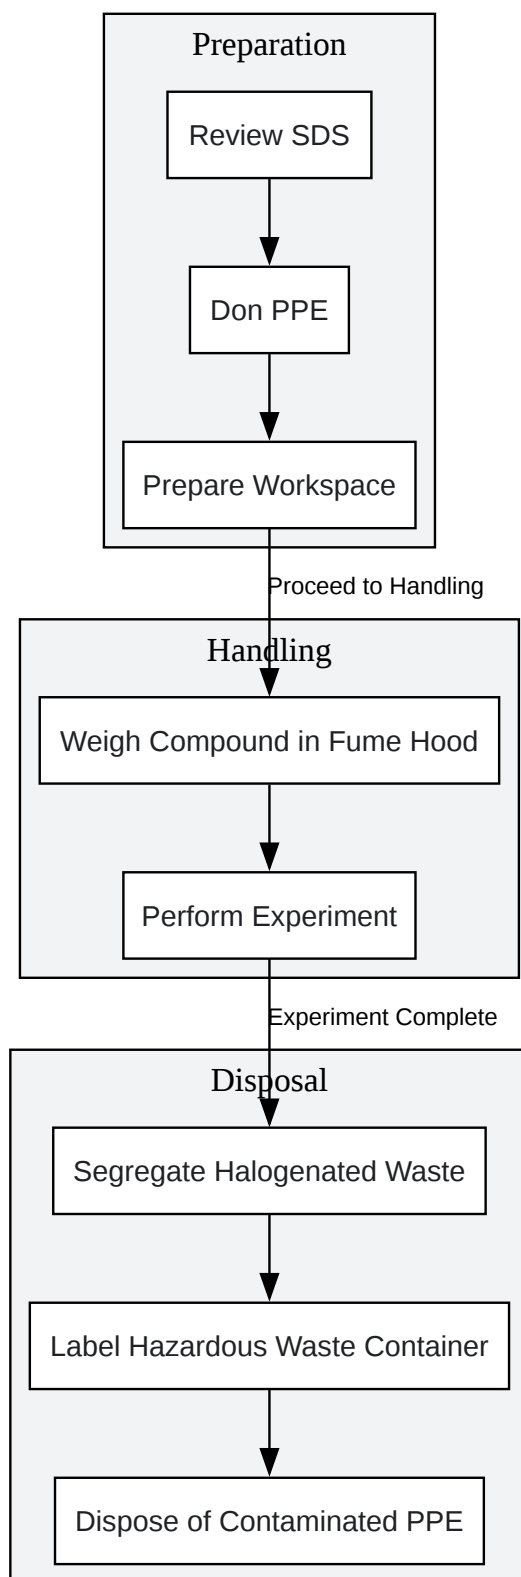 Preparation
Review SDS
Don PPE
Prepare Workspace
Proceed to Handling
Handling
Weigh Compound in Fume Hood
Perform Experiment
Experiment Complete
Disposal
Segregate Halogenated Waste
Label Hazardous Waste Container
Dispose of Contaminated PPE